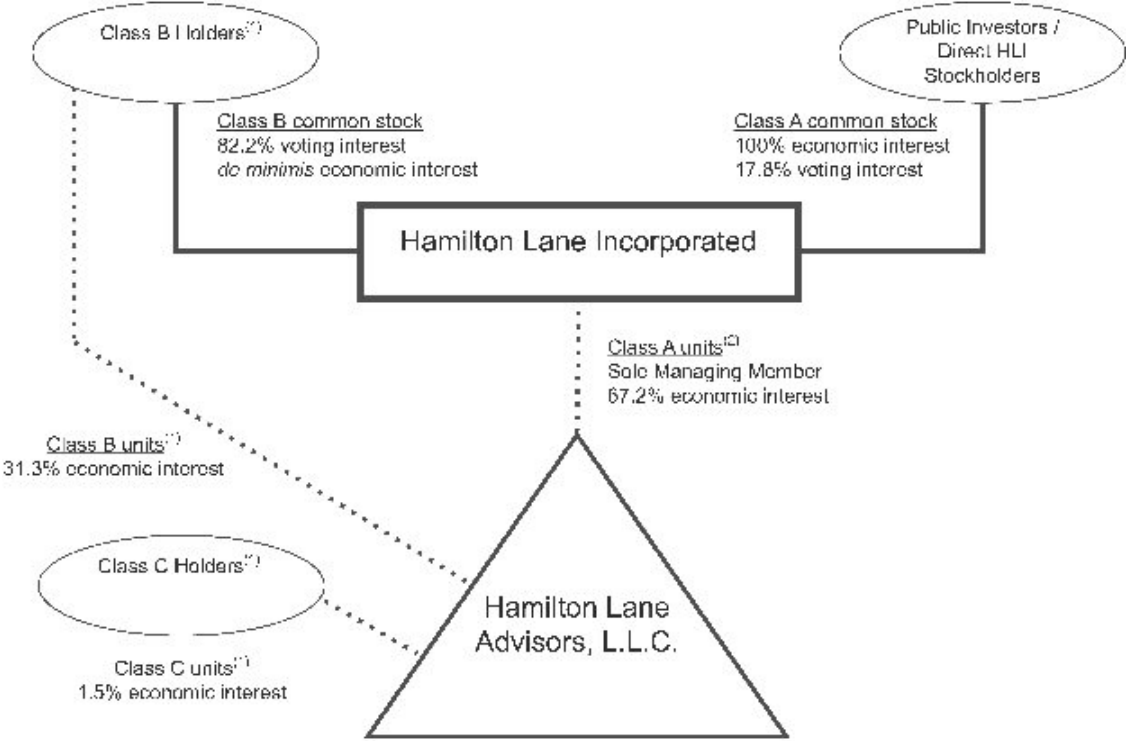 Class B Holders(1)
Public Investors /
Direct HLI
Stockholders
Class B common stock
82.2% voting interest
de minimis economic interest
Class A common stock
100% economic interest
17.8% voting interest
Hamilton Lane Incorporated
Class A units(2)
Sole Managing Member
67.2% economic interest
Class B units(1)
31.3% economic interest
Class C Holders(1)
Hamilton Lane
Advisors, L.L.C.
Class C units(1)
1.5% economic interest